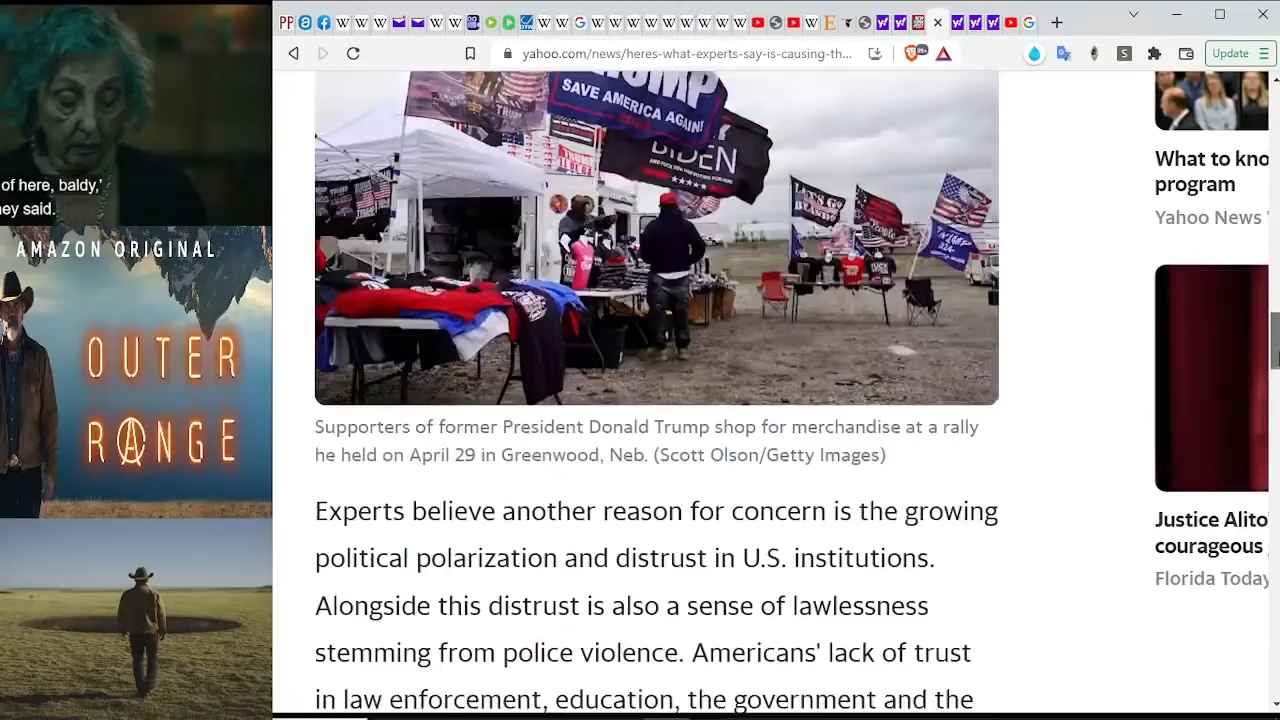 of here, baldy,'
ey said.
AMAZON ORIGINAL
OUTER
RANGE
Update
yahoo.com/news/heres-what-experts-say-is-causing-th...
TRUMP
SAVE AMERICA AGAIN!
BIDEN
LET'S GO
BRANDON
TRUMP
Supporters of former President Donald Trump shop for merchandise at a rally
he held on April 29 in Greenwood, Neb. (Scott Olson/Getty Images)
Experts believe another reason for concern is the growing
political polarization and distrust in U.S. institutions.
Alongside this distrust is also a sense of lawlessness
stemming from police violence. Americans' lack of trust
in law enforcement, education, the government and the
What to kno
program
Yahoo News
Justice Alito
courageous
Florida Today